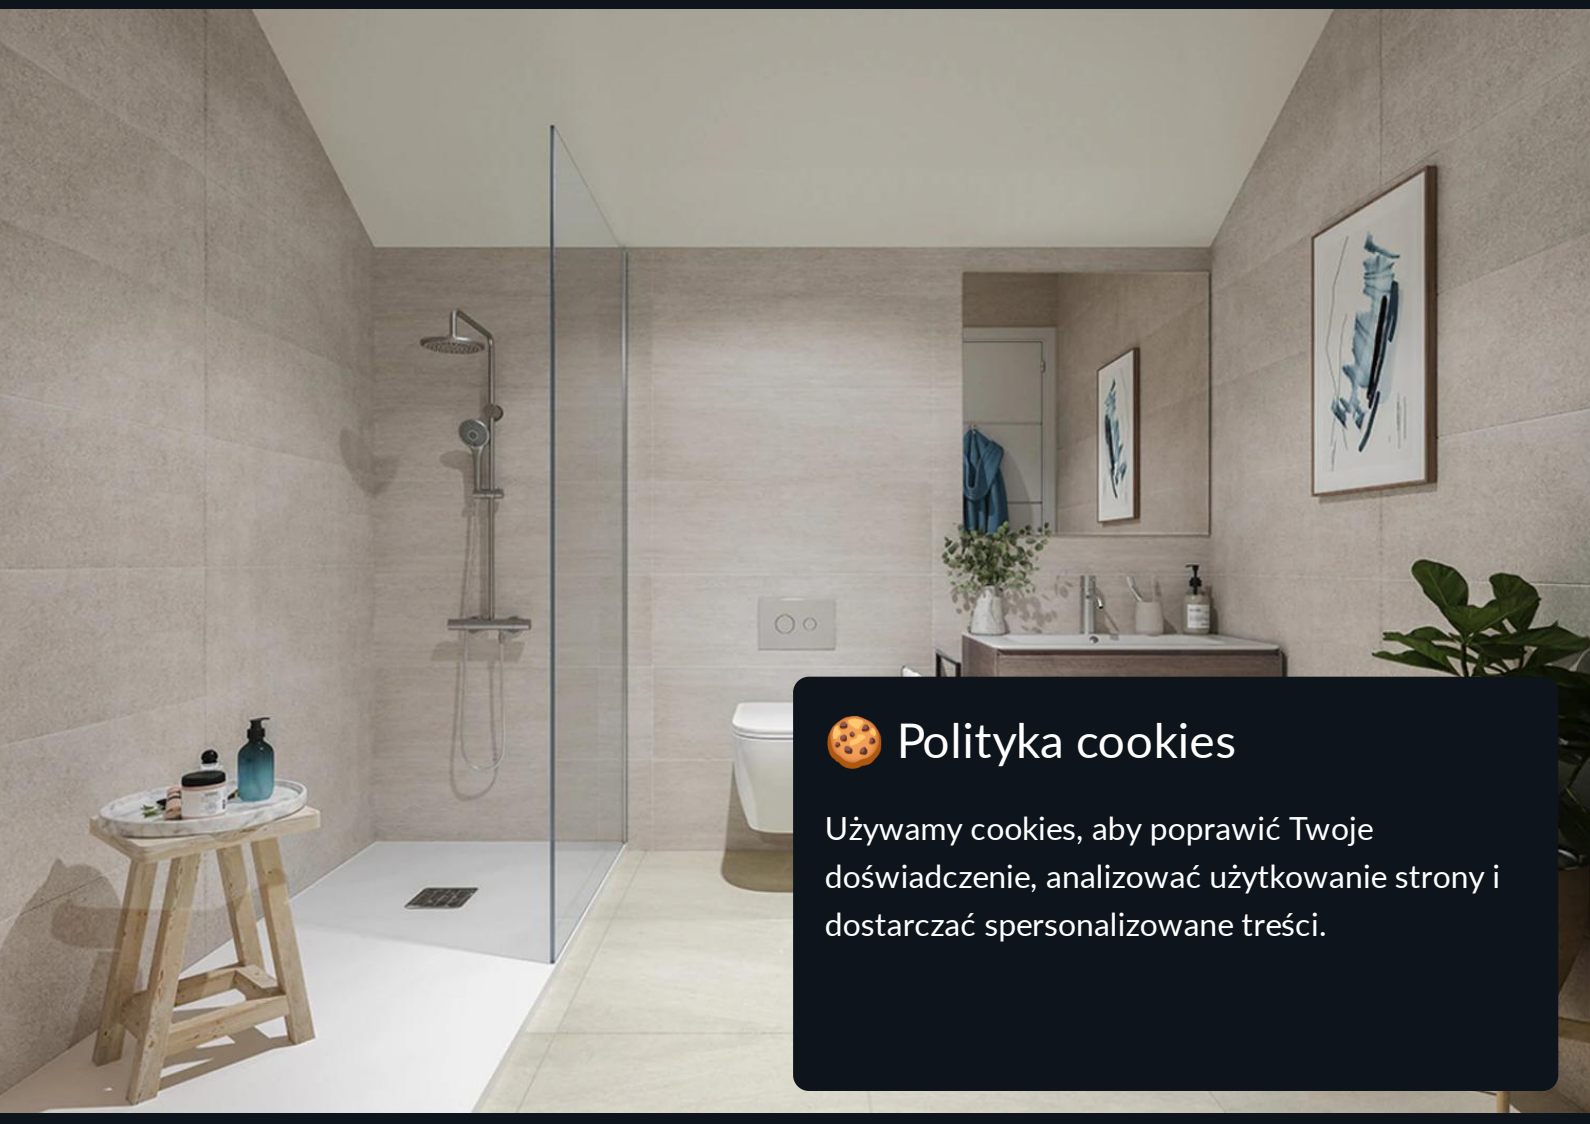 🍪 Polityka cookies
Używamy cookies, aby poprawić Twoje
doświadczenie, analizować użytkowanie strony i
dostarczać spersonalizowane treści.